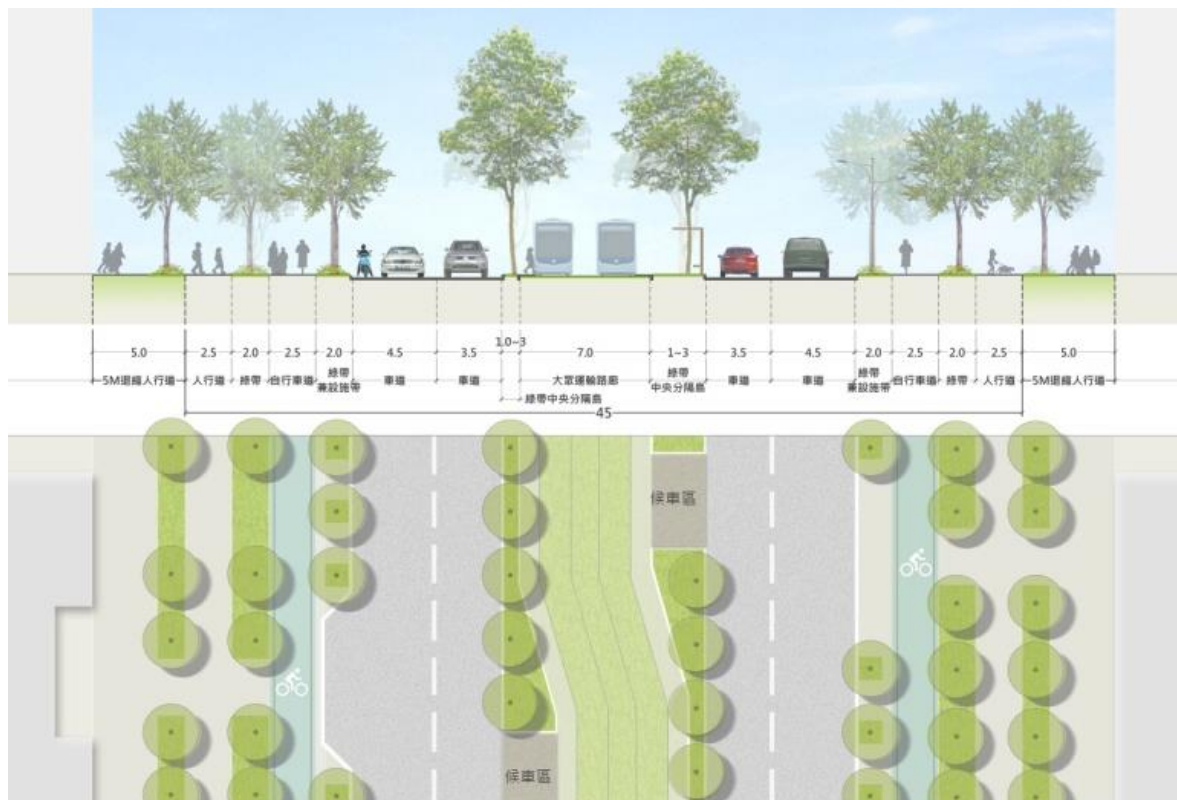 1.0~3
5.0 2.5 2.0 2.5 2.0 4.5 3.5 7.0 1~3 3.5 4.5 2.0 2.5 2.0 2.5 5.0
5M退縮人行道 人行道 綠帶 自行車道 綠帶 車道 車道 大眾運輸路廊 綠帶 車道 車道 綠帶 自行車道 綠帶 人行道 5M退縮人行道
兼設施帶 中央分隔島 兼設施帶
綠帶中央分隔島
45
候車區
候車區